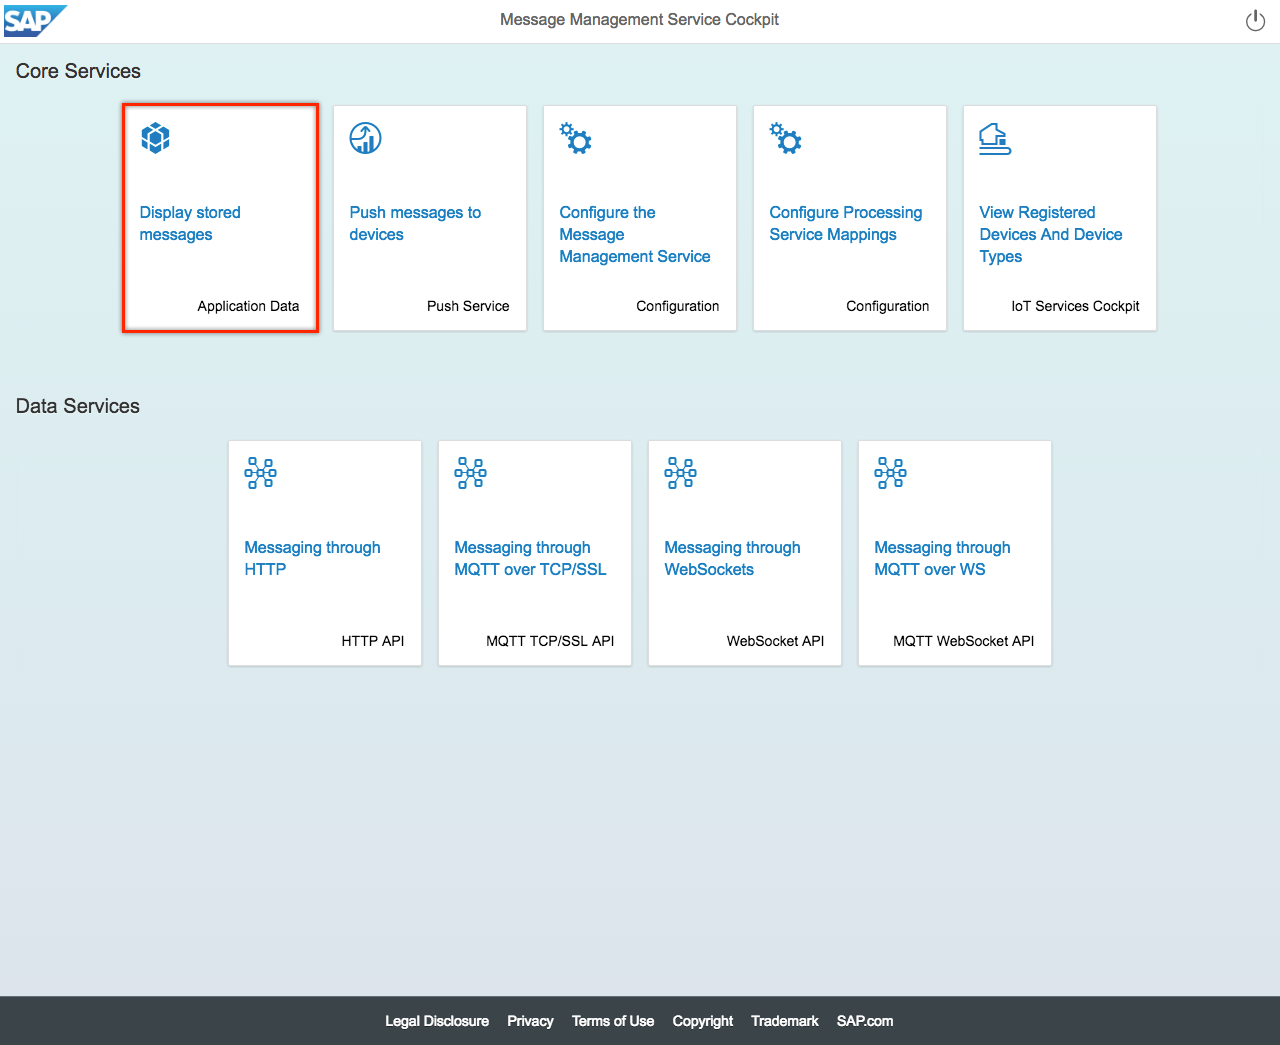 SAP
Message Management Service Cockpit
Core Services
Display stored
messages
Application Data
Push messages to
devices
Push Service
Configure the
Message
Management Service
Configuration
Configure Processing
Service Mappings
Configuration
View Registered
Devices And Device
Types
IoT Services Cockpit
Data Services
Messaging through
HTTP
HTTP API
Messaging through
MQTT over TCP/SSL
MQTT TCP/SSL API
Messaging through
WebSockets
WebSocket API
Messaging through
MQTT over WS
MQTT WebSocket API
Legal Disclosure Privacy Terms of Use Copyright Trademark SAP.com